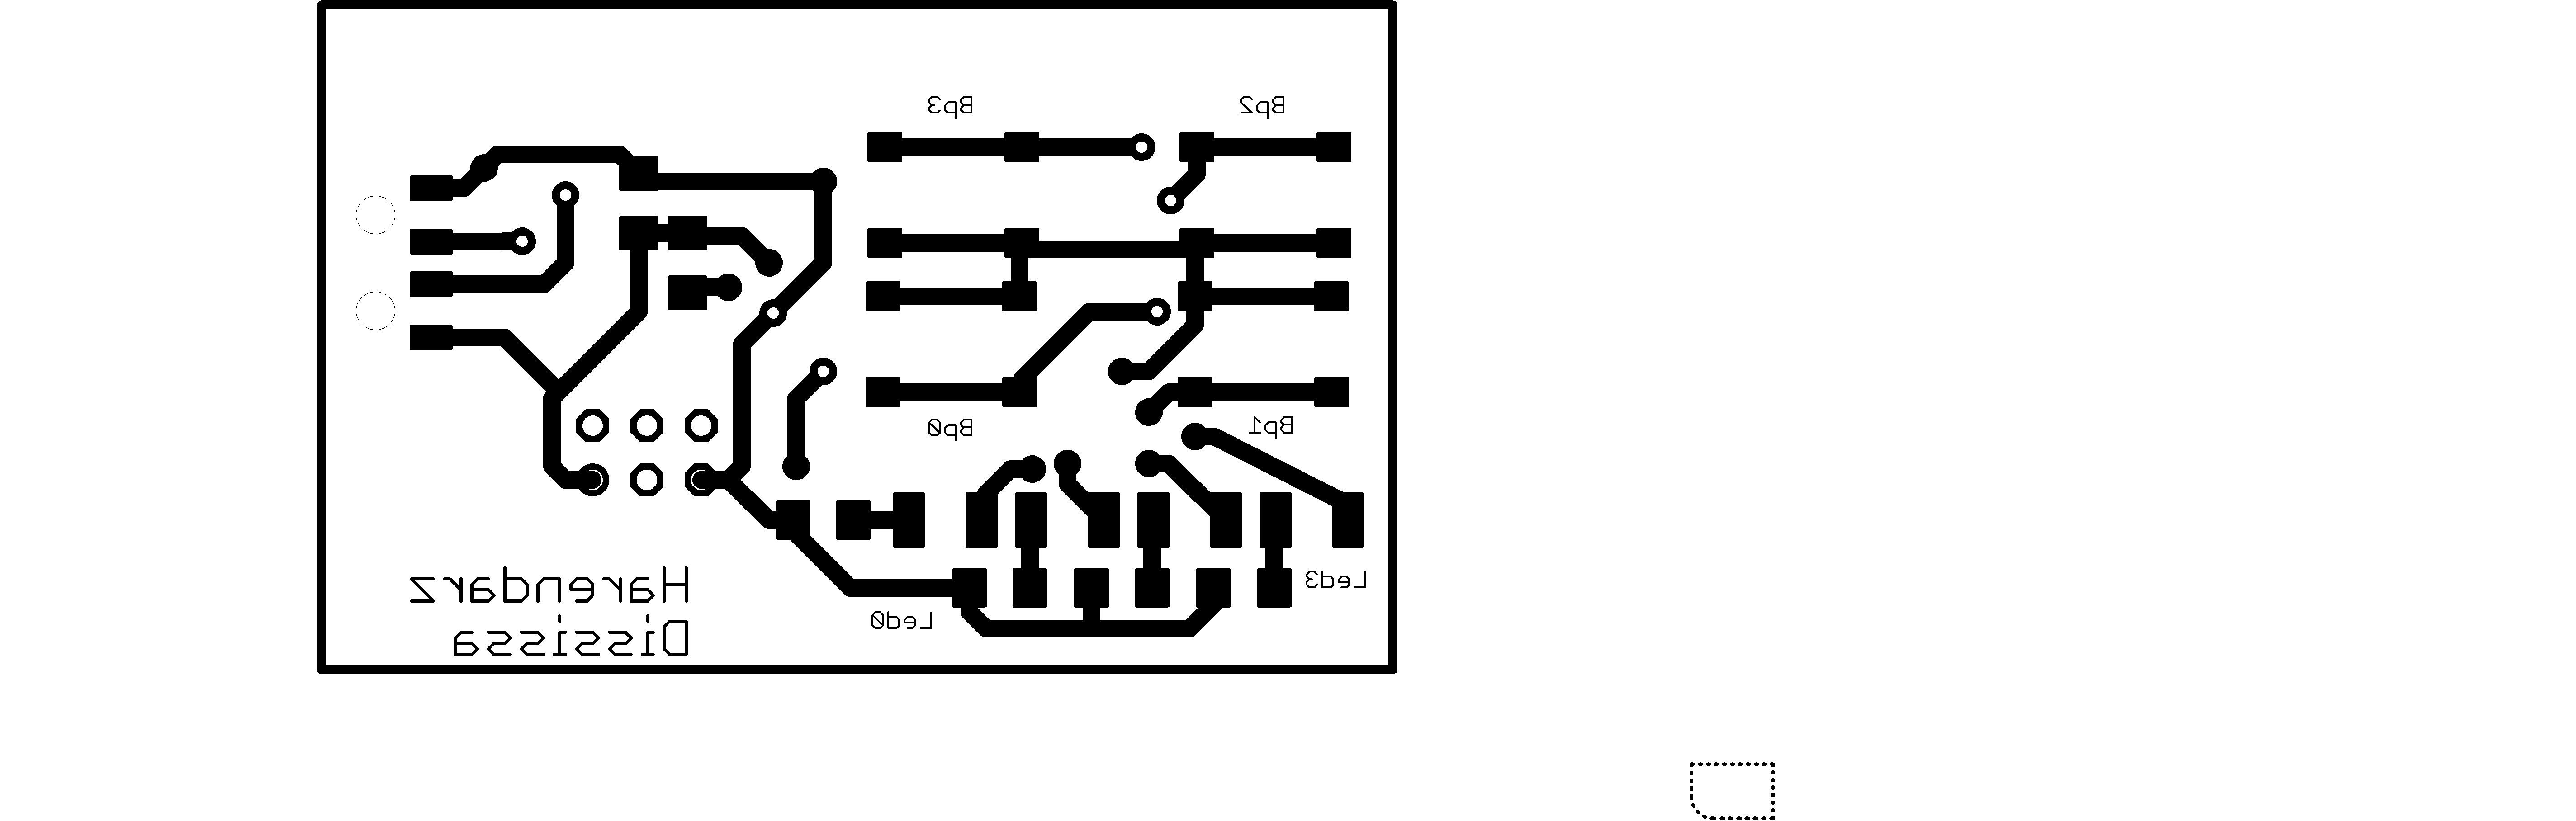 Bp3
Bp2
Bp0
Bp1
Led3
Led0
Harendarz
Dississa